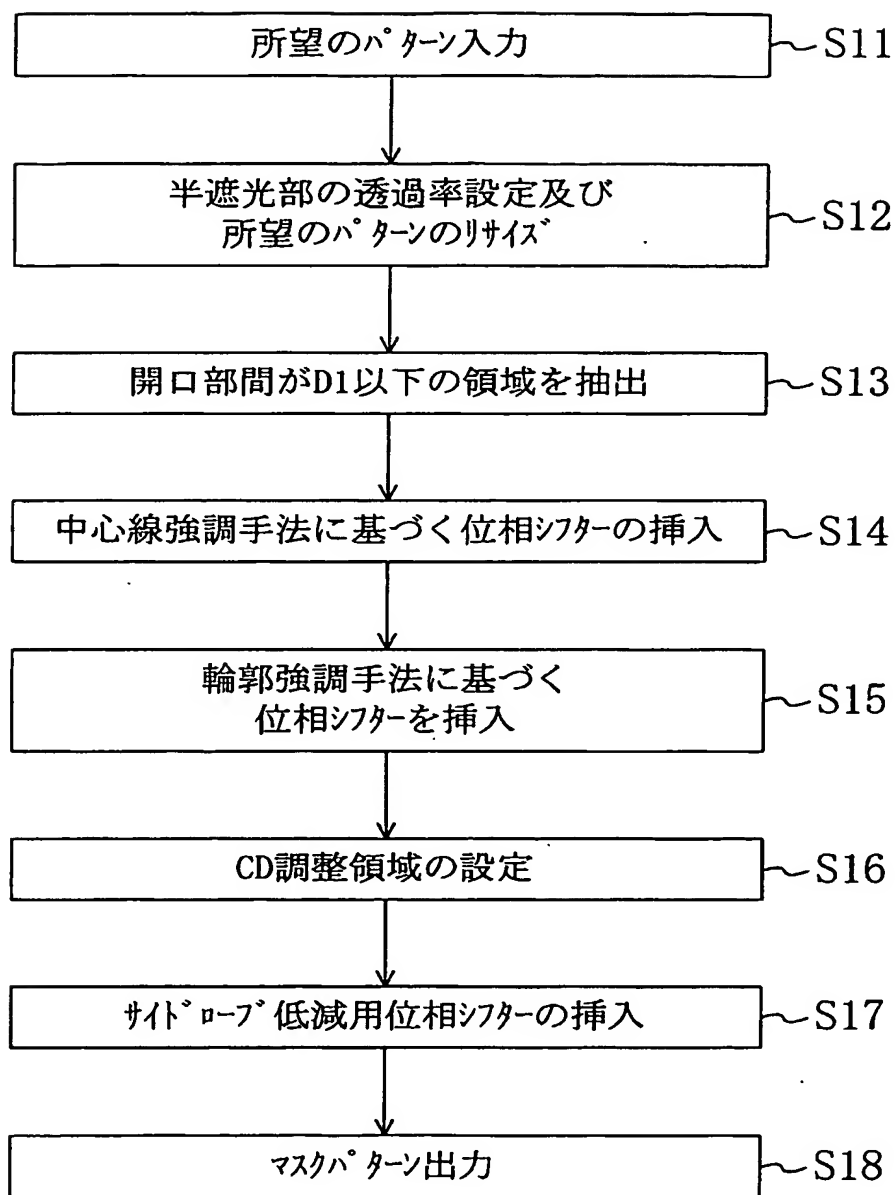 所望のﾊﾟﾀｰﾝ入力
S11
半遮光部の透過率設定及び
所望のﾊﾟﾀｰﾝのﾘｻｲｽﾞ
S12
開口部間がD1以下の領域を抽出
S13
中心線強調手法に基づく位相ｼﾌﾀｰの挿入
S14
輪郭強調手法に基づく
位相ｼﾌﾀｰを挿入
S15
CD調整領域の設定
S16
ｻｲﾄﾞﾛｰﾌﾞ低減用位相ｼﾌﾀｰの挿入
S17
ﾏｽｸﾊﾟﾀｰﾝ出力
S18